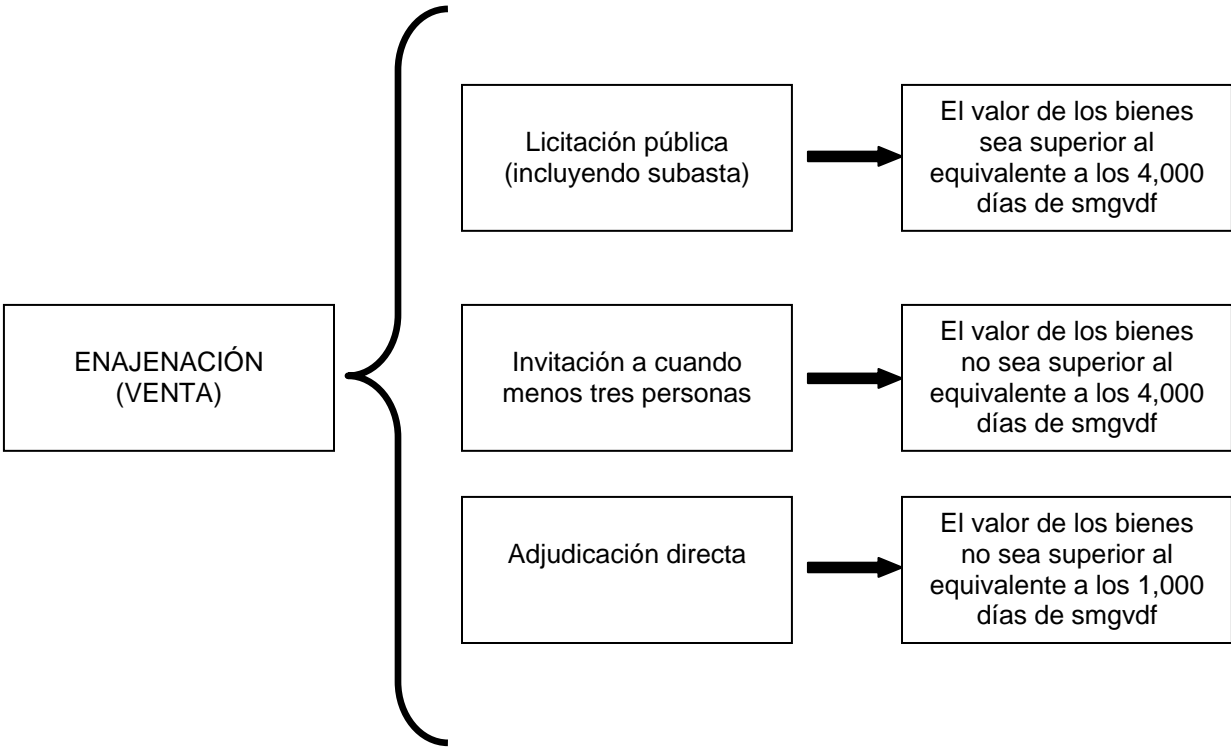 ENAJENACIÓN
(VENTA)
Licitación pública
(incluyendo subasta)
El valor de los bienes
sea superior al
equivalente a los 4,000
días de smgvdf
Invitación a cuando
menos tres personas
El valor de los bienes
no sea superior al
equivalente a los 4,000
días de smgvdf
Adjudicación directa
El valor de los bienes
no sea superior al
equivalente a los 1,000
días de smgvdf